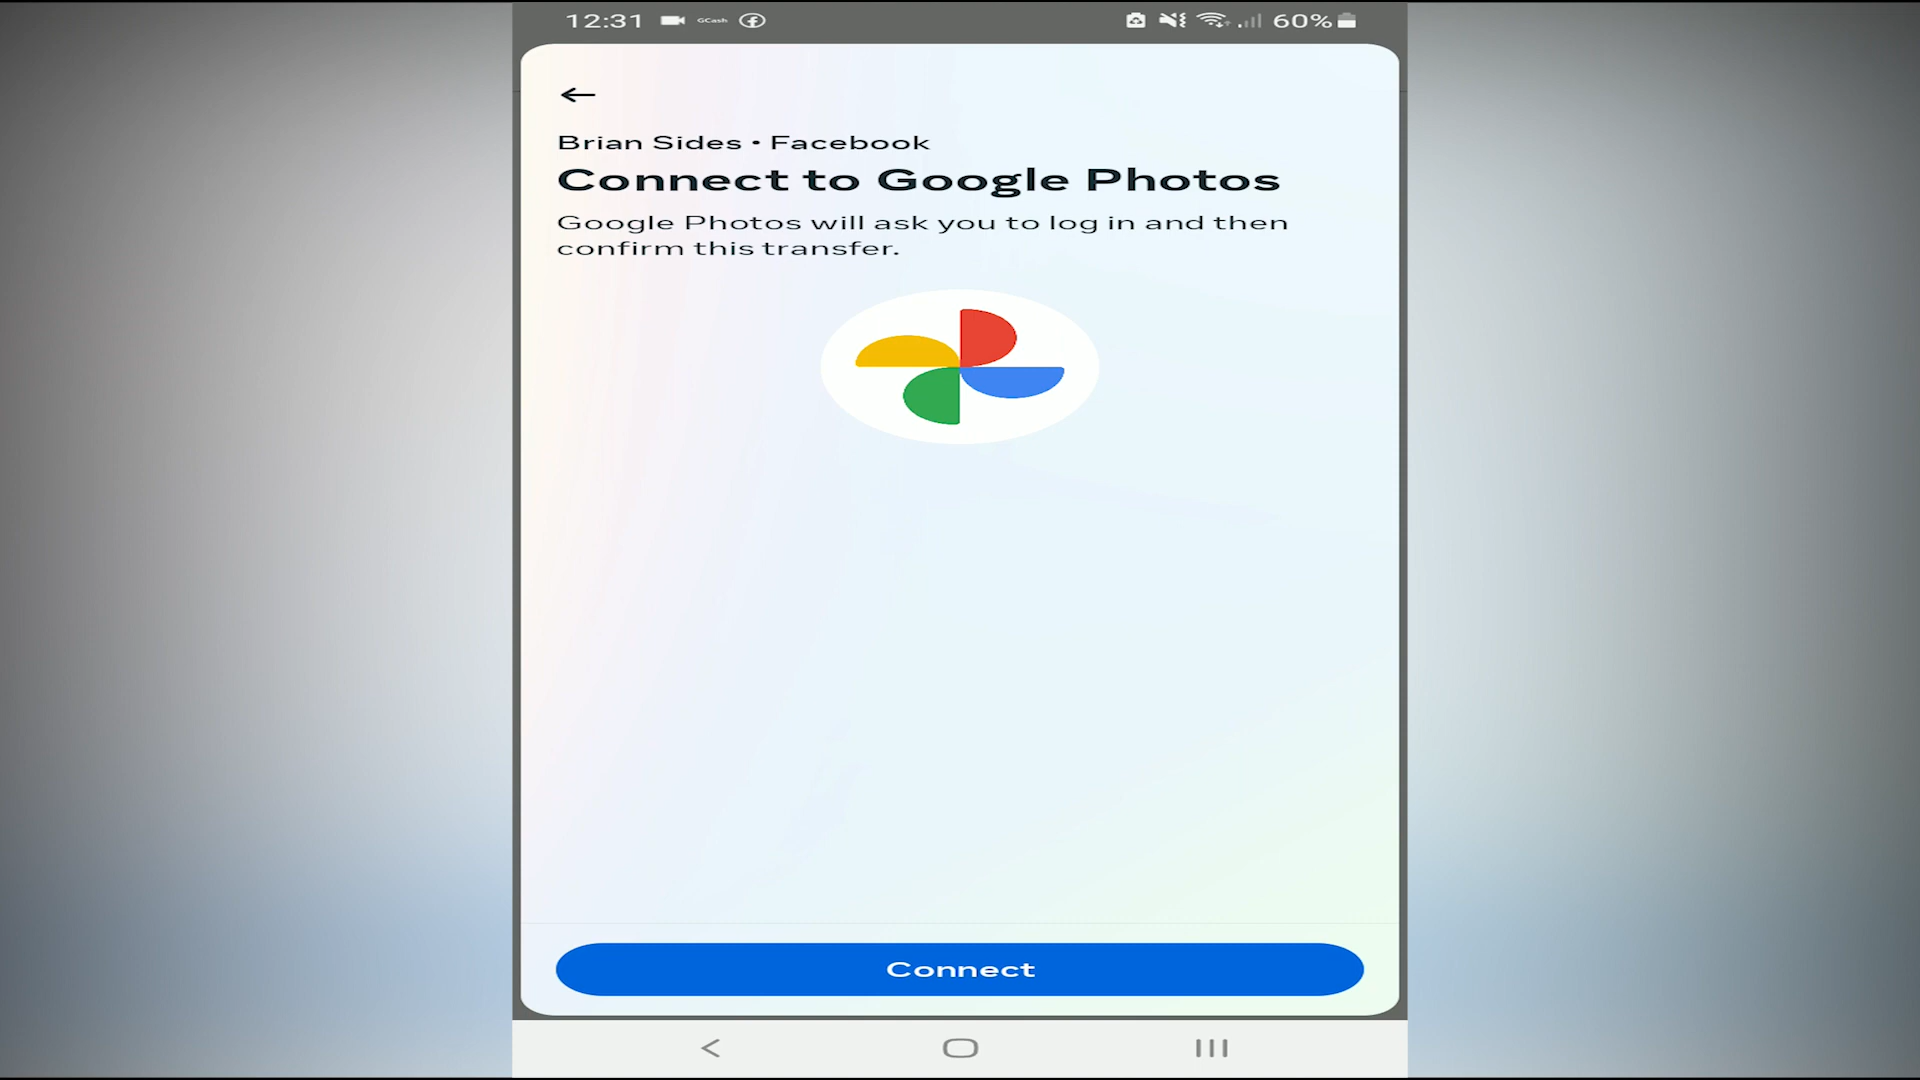 12:31 GCash 60%
Brian Sides • Facebook
Connect to Google Photos
Google Photos will ask you to log in and then
confirm this transfer.
Connect